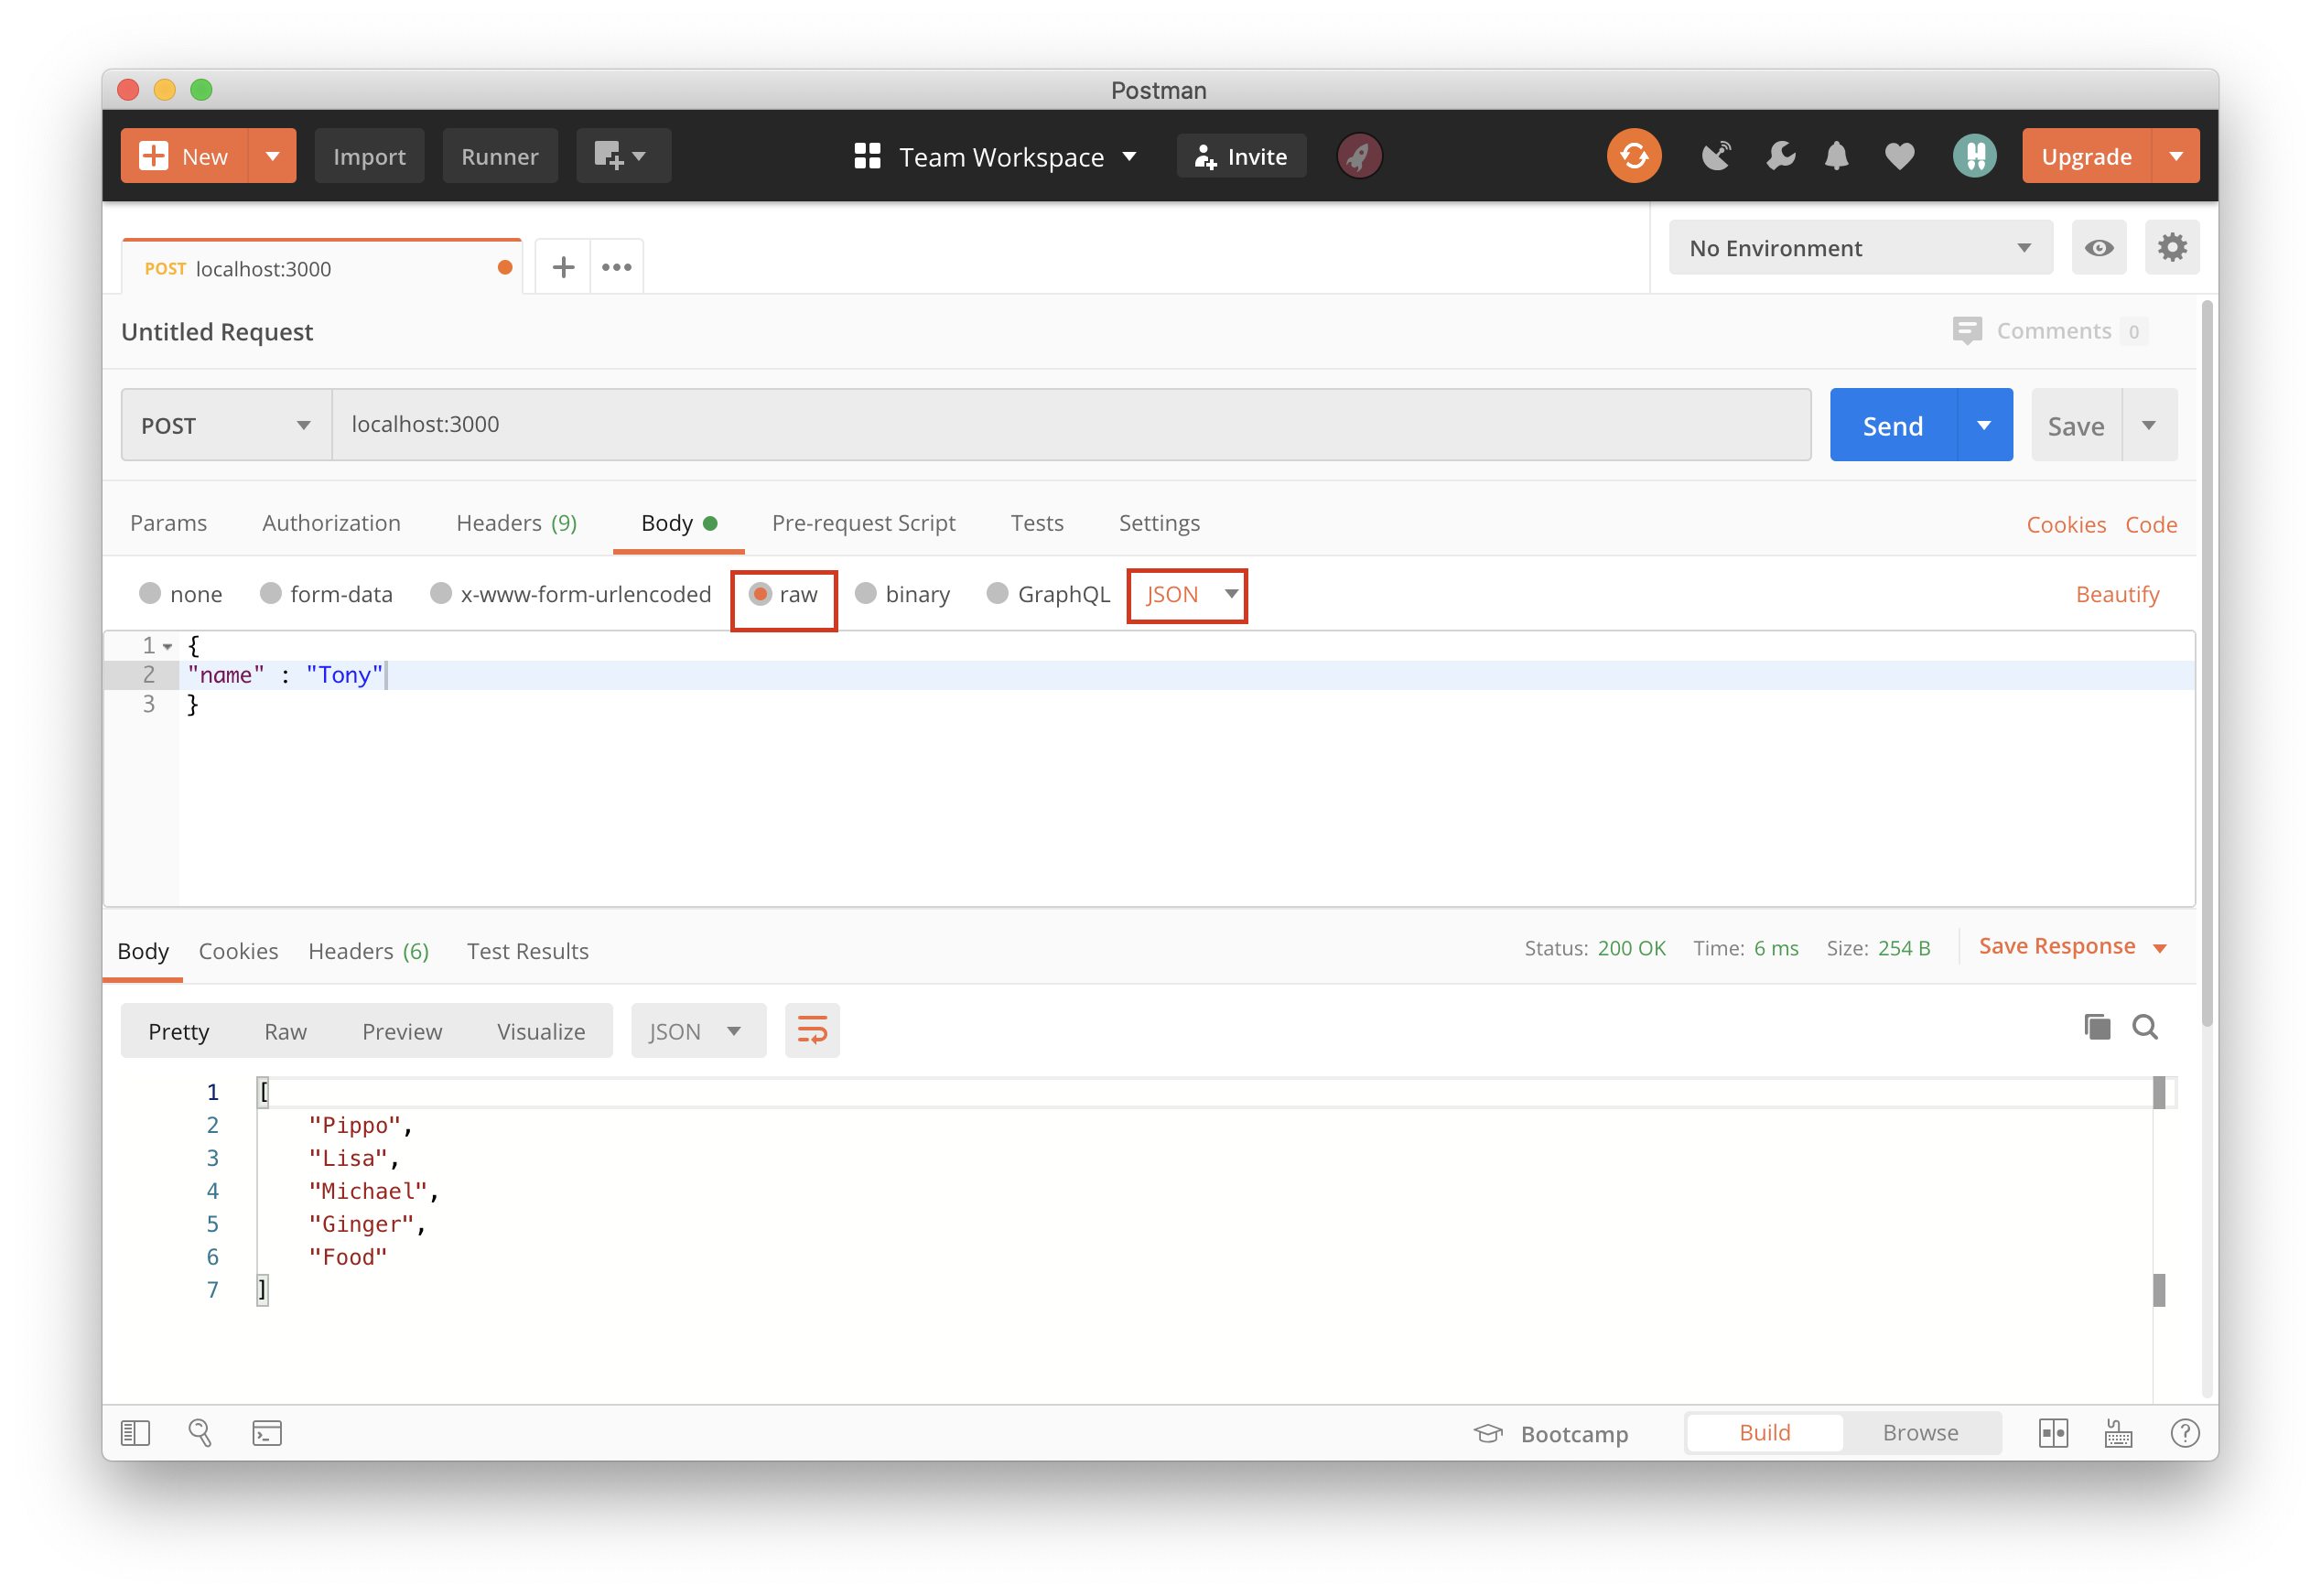 Postman
New Import Runner Team Workspace Invite Upgrade
POST localhost:3000 No Environment
Untitled Request Comments 0
POST localhost:3000 Send Save
Params Authorization Headers (9) Body Pre-request Script Tests Settings Cookies Code
none form-data x-www-form-urlencoded raw binary GraphQL JSON Beautify
1 {
2 "name" : "Tony"
3 }
Body Cookies Headers (6) Test Results Status: 200 OK Time: 6 ms Size: 254 B Save Response
Pretty Raw Preview Visualize JSON
1 [
2 "Pippo",
3 "Lisa",
4 "Michael",
5 "Ginger",
6 "Food"
7 ]
Bootcamp Build Browse